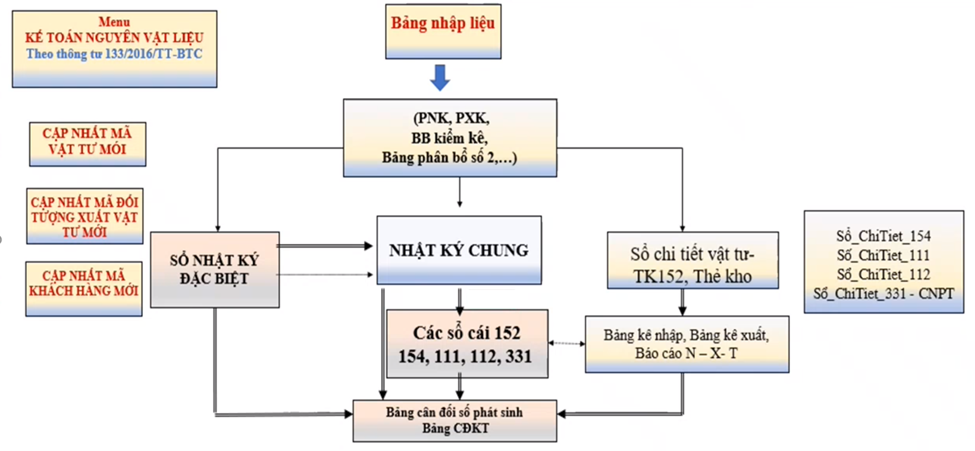 Menu
KẾ TOÁN NGUYÊN VẬT LIỆU
Theo thông tư 133/2016/TT-BTC
Bảng nhập liệu
(PNK, PXK,
BB kiểm kê,
Bảng phân bổ số 2,...)
CẬP NHẤT MÃ
VẬT TƯ MÓI
CẬP NHẤT MÃ ĐỐI
TƯỢNG XUẤT VẬT
TƯ MỚI
CẬP NHẤT MÃ
KHÁCH HÀNG MỚI
SỔ NHẬT KÝ
ĐẶC BIỆT
NHẬT KÝ CHUNG
Sổ chi tiết vật tư-
TK152, Thẻ kho
Sổ_ChiTiet_154
Sổ_ChiTiet_111
Sổ_ChiTiet_112
Sổ_ChiTiet_331 - CNPT
Các sổ cái 152
154, 111, 112, 331
Bảng kê nhập, Bảng kê xuất,
Báo cáo N – X- T
Bảng cân đối số phát sinh
Bảng CĐKT